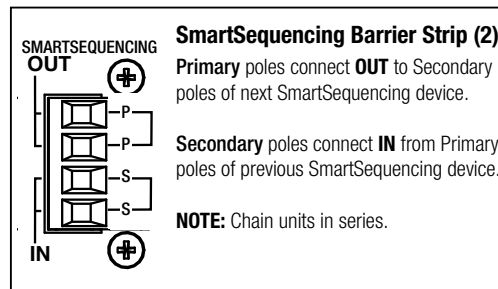 SMARTSEQUENCING
OUT
P
P
S
S
IN
SmartSequencing Barrier Strip (2)
Primary poles connect OUT to Secondary
poles of next SmartSequencing device.
Secondary poles connect IN from Primary
poles of previous SmartSequencing device.
NOTE: Chain units in series.